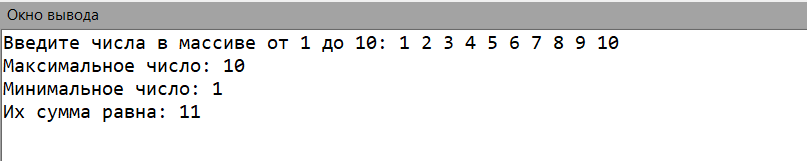 Окно вывода
Введите числа в массиве от 1 до 10: 1 2 3 4 5 6 7 8 9 10
Максимальное число: 10
Минимальное число: 1
Их сумма равна: 11